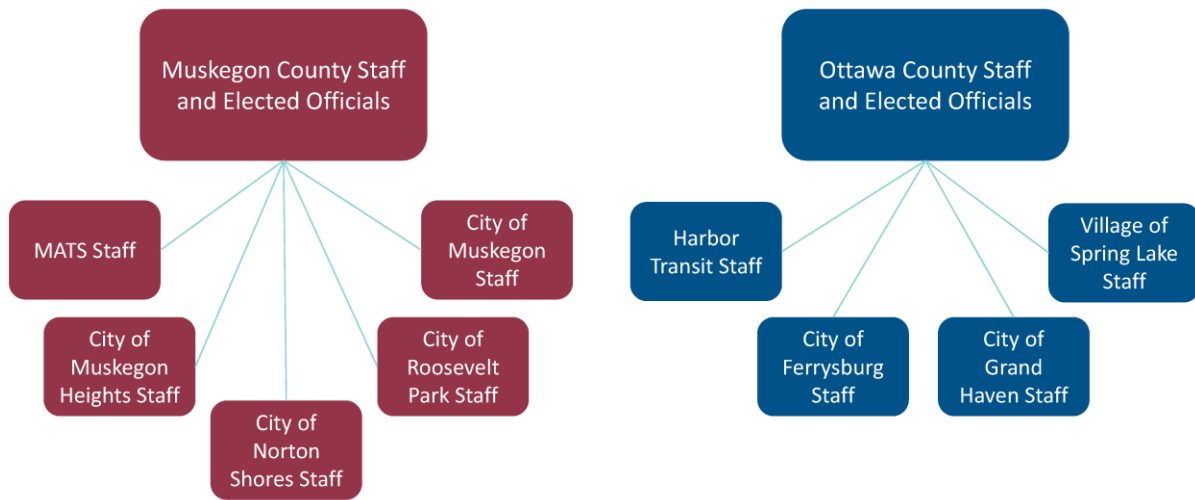 Muskegon County Staff
and Elected Officials
MATS Staff
City of
Muskegon
Heights Staff
City of
Norton
Shores Staff
City of
Roosevelt
Park Staff
City of
Muskegon
Staff
Ottawa County Staff
and Elected Officials
Harbor
Transit Staff
City of
Ferrysburg
Staff
City of
Grand
Haven Staff
Village of
Spring Lake
Staff